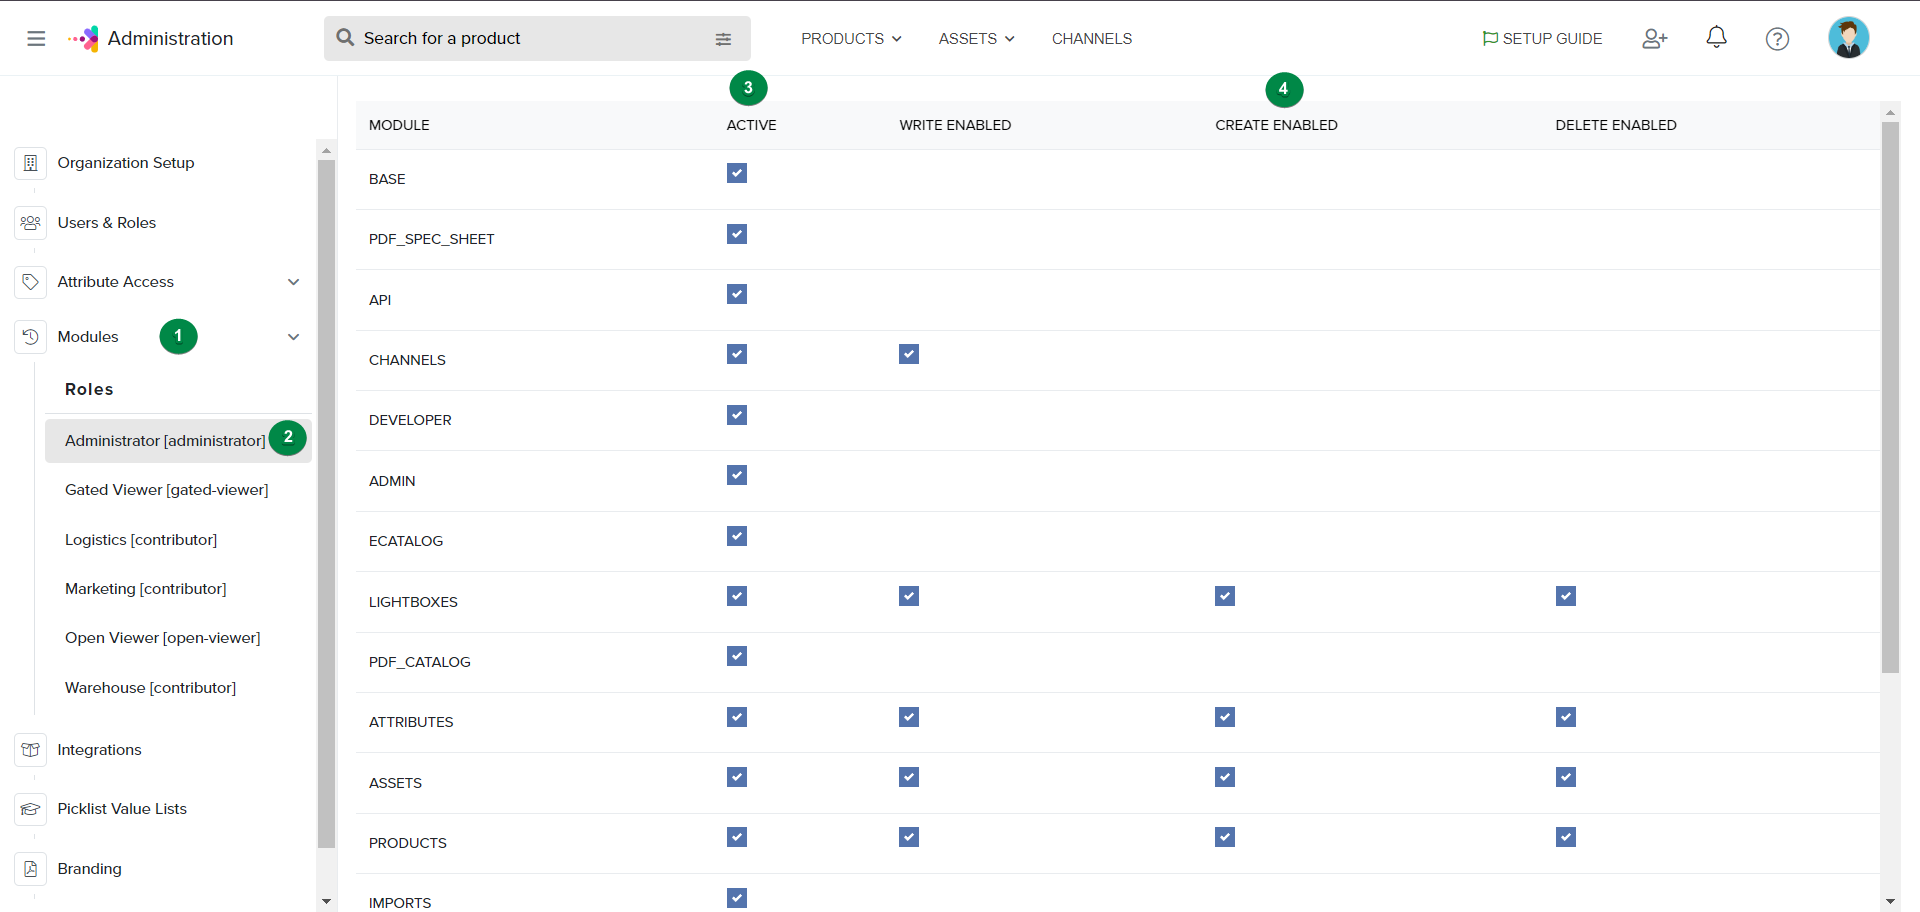 Administration
Search for a product
PRODUCTS
ASSETS
CHANNELS
SETUP GUIDE
?
3
4
MODULE
ACTIVE
WRITE ENABLED
CREATE ENABLED
DELETE ENABLED
Organization Setup
Users & Roles
Attribute Access
Modules
1
Roles
Administrator [administrator]
2
Gated Viewer [gated-viewer]
Logistics [contributor]
Marketing [contributor]
Open Viewer [open-viewer]
Warehouse [contributor]
Integrations
Picklist Value Lists
Branding
BASE
PDF_SPEC_SHEET
API
CHANNELS
DEVELOPER
ADMIN
ECATALOG
LIGHTBOXES
PDF_CATALOG
ATTRIBUTES
ASSETS
PRODUCTS
IMPORTS